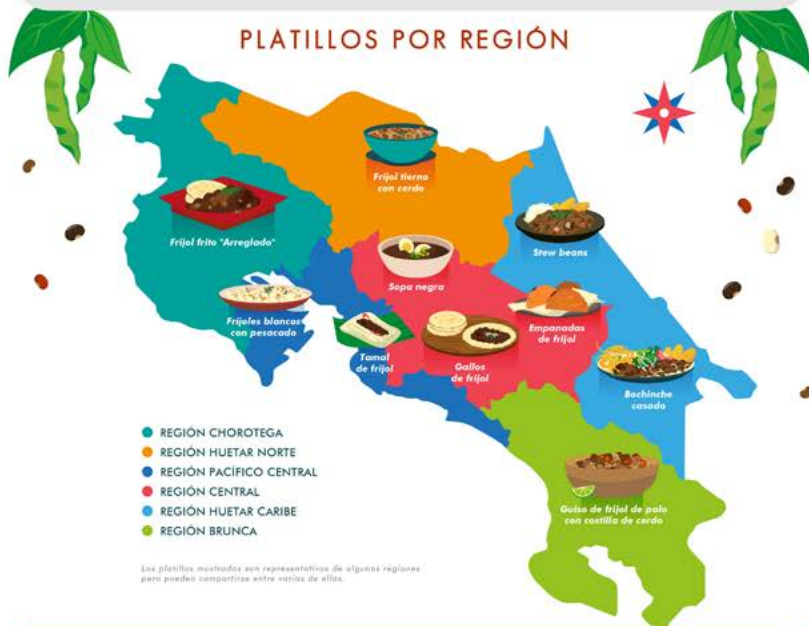 PLATILLOS POR REGIÓN
Frijol tierno
con cerdo
Frijol frito "Arreglado"
Stew beans
Sopa negra
Frijoles blancos
con pesacado
Empanadas
de frijol
Tamal
de frijol
Gallos
de frijol
Bochinche
casado
REGIÓN CHOROTEGA
REGIÓN HUETAR NORTE
REGIÓN PACÍFICO CENTRAL
REGIÓN CENTRAL
REGIÓN HUETAR CARIBE
REGIÓN BRUNCA
Guiso de frijol de palo
con costilla de cerdo
Los platillos mostrados son representativos de algunas regiones
pero pueden compartirse entre varias de ellas.